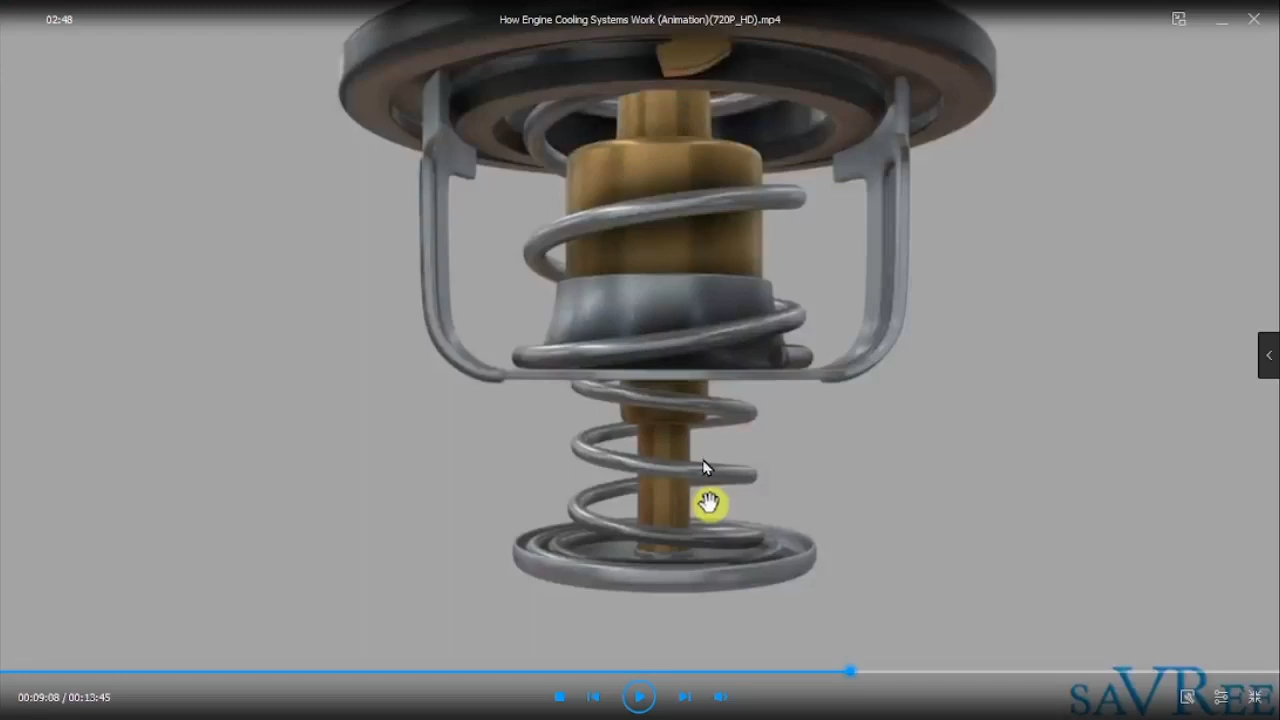 02:48
How Engine Cooling Systems Work (Animation)(720P_HD).mp4
00:09:08 / 00:13:45
saVRee